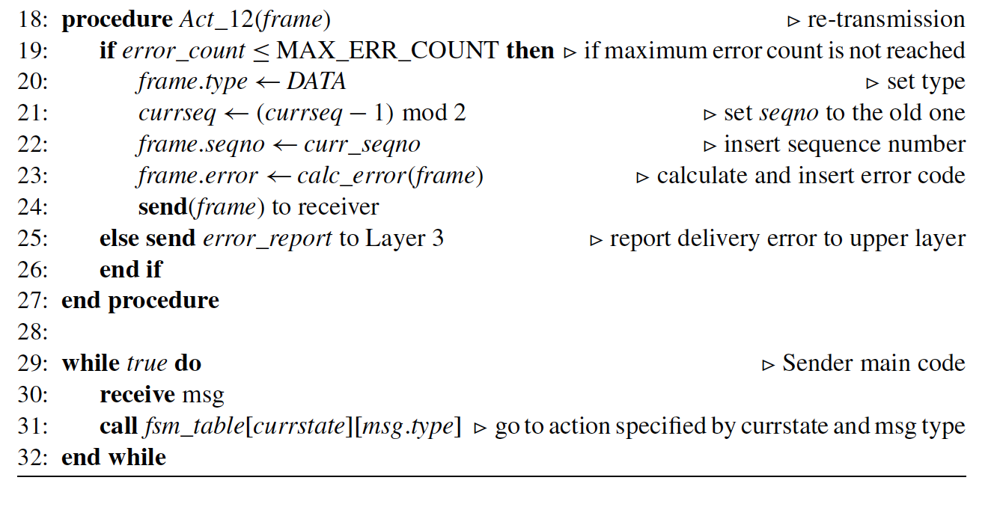 18: procedure Act_12(frame) ▷ re-transmission
19: if error_count ≤ MAX_ERR_COUNT then ▷ if maximum error count is not reached
20: frame.type ← DATA ▷ set type
21: currseq ← (currseq − 1) mod 2 ▷ set seqno to the old one
22: frame.seqno ← curr_seqno ▷ insert sequence number
23: frame.error ← calc_error(frame) ▷ calculate and insert error code
24: send(frame) to receiver
25: else send error_report to Layer 3 ▷ report delivery error to upper layer
26: end if
27: end procedure
28:
29: while true do ▷ Sender main code
30: receive msg
31: call fsm_table[currstate][msg.type] ▷ go to action specified by currstate and msg type
32: end while